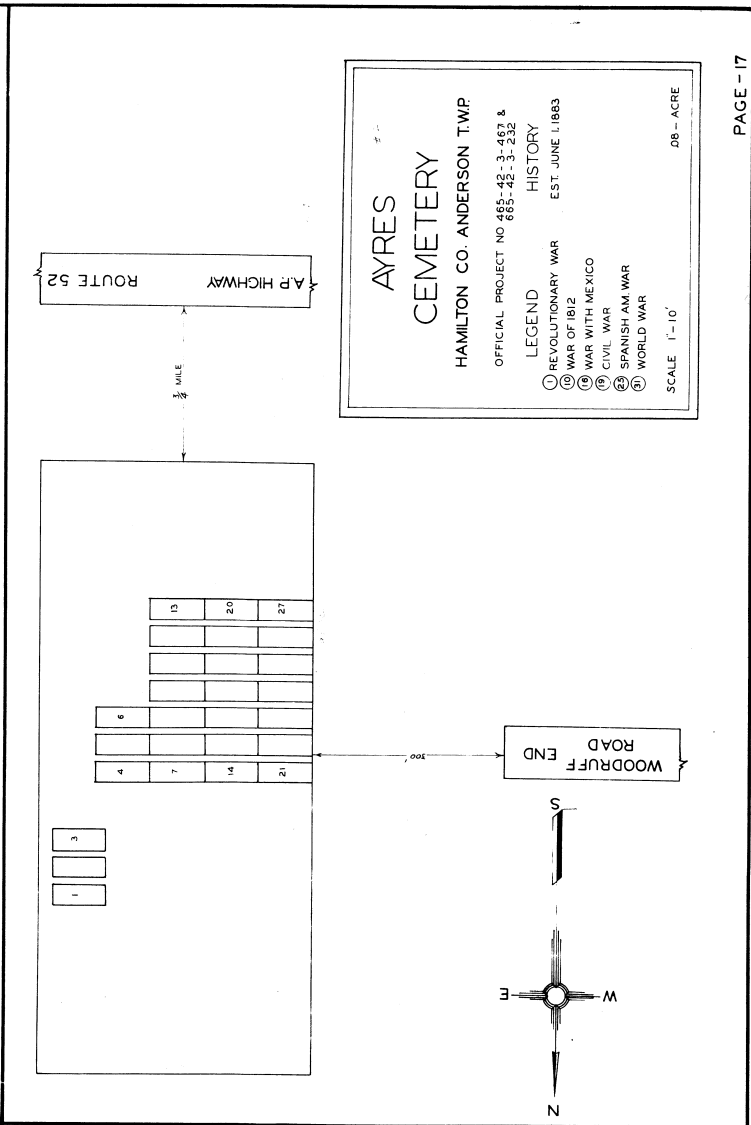 AYRES
CEMETERY
HAMILTON CO. ANDERSON T.W.P.
OFFICIAL PROJECT NO 465-42-3-467 &
665-42-3-232
LEGEND
HISTORY
1 REVOLUTIONARY WAR
EST. JUNE 1.1883
10 WAR OF 1812
18 WAR WITH MEXICO
19 CIVIL WAR
25 SPANISH AM. WAR
31 WORLD WAR
SCALE 1"-10'
.08 - ACRE
A.P. HIGHWAY ROUTE 52
3/4 MILE
1
3
4
6
7
13
14
20
21
27
300'
WOODRUFF END
ROAD
N
E
S
W
PAGE - 17